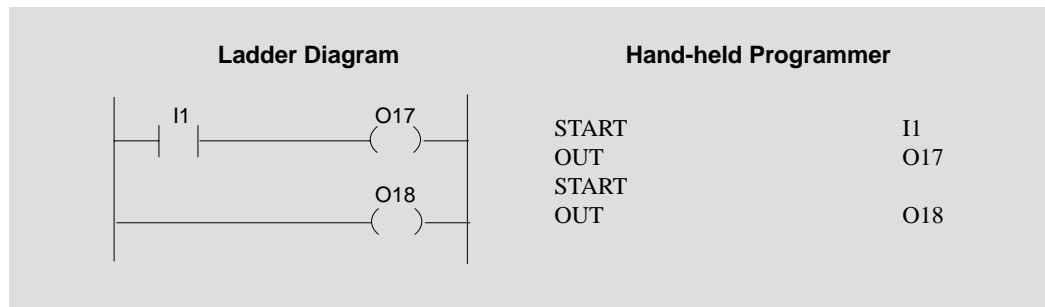 Ladder Diagram
Hand-held Programmer
I1
O17
O18
START I1
OUT O17
START
OUT O18